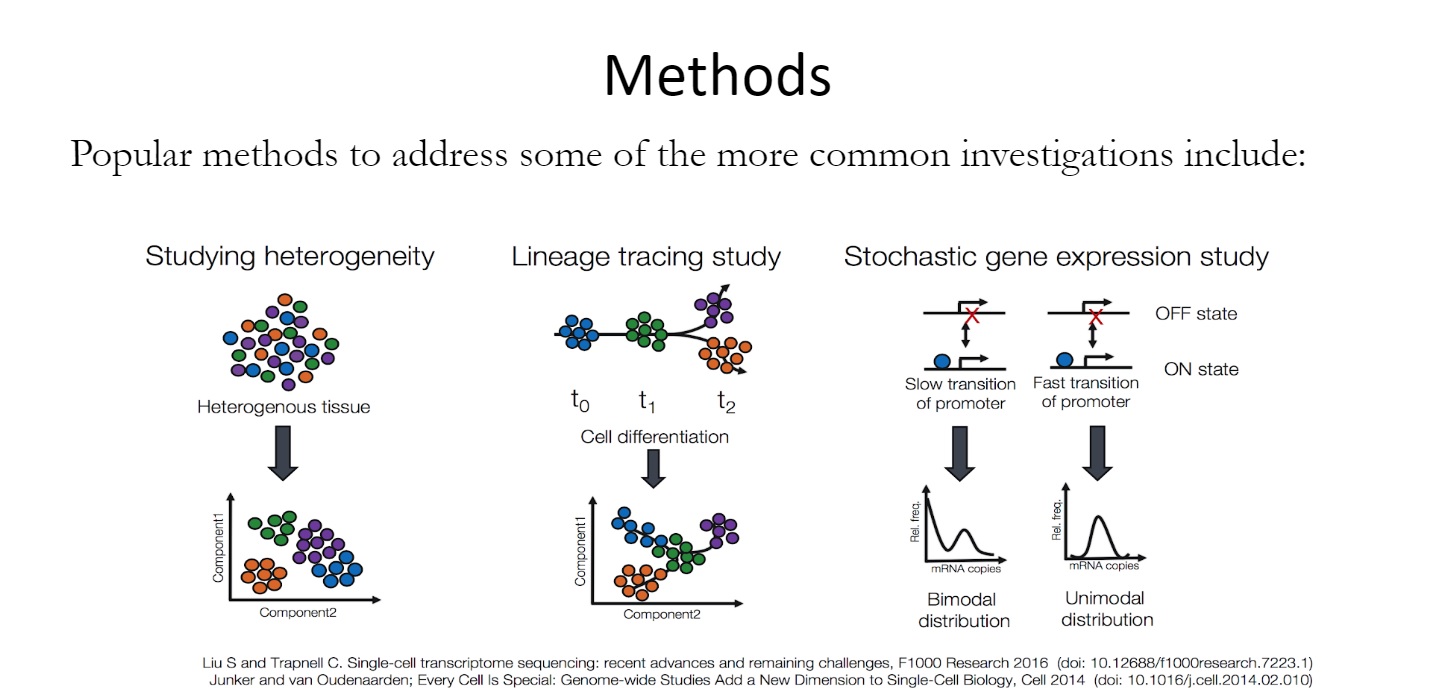 Methods
Popular methods to address some of the more common investigations include:
Studying heterogeneity
Heterogenous tissue
Component1
Component2
Lineage tracing study
t0 t1 t2
Cell differentiation
Component1
Component2
Stochastic gene expression study
OFF state
ON state
Slow transition
of promoter
Fast transition
of promoter
Rel. freq.
mRNA copies
Bimodal
distribution
Rel. freq.
mRNA copies
Unimodal
distribution
Liu S and Trapnell C. Single-cell transcriptome sequencing: recent advances and remaining challenges, F1000 Research 2016 (doi: 10.12688/f1000research.7223.1)
Junker and van Oudenaarden; Every Cell Is Special: Genome-wide Studies Add a New Dimension to Single-Cell Biology, Cell 2014 (doi: 10.1016/j.cell.2014.02.010)